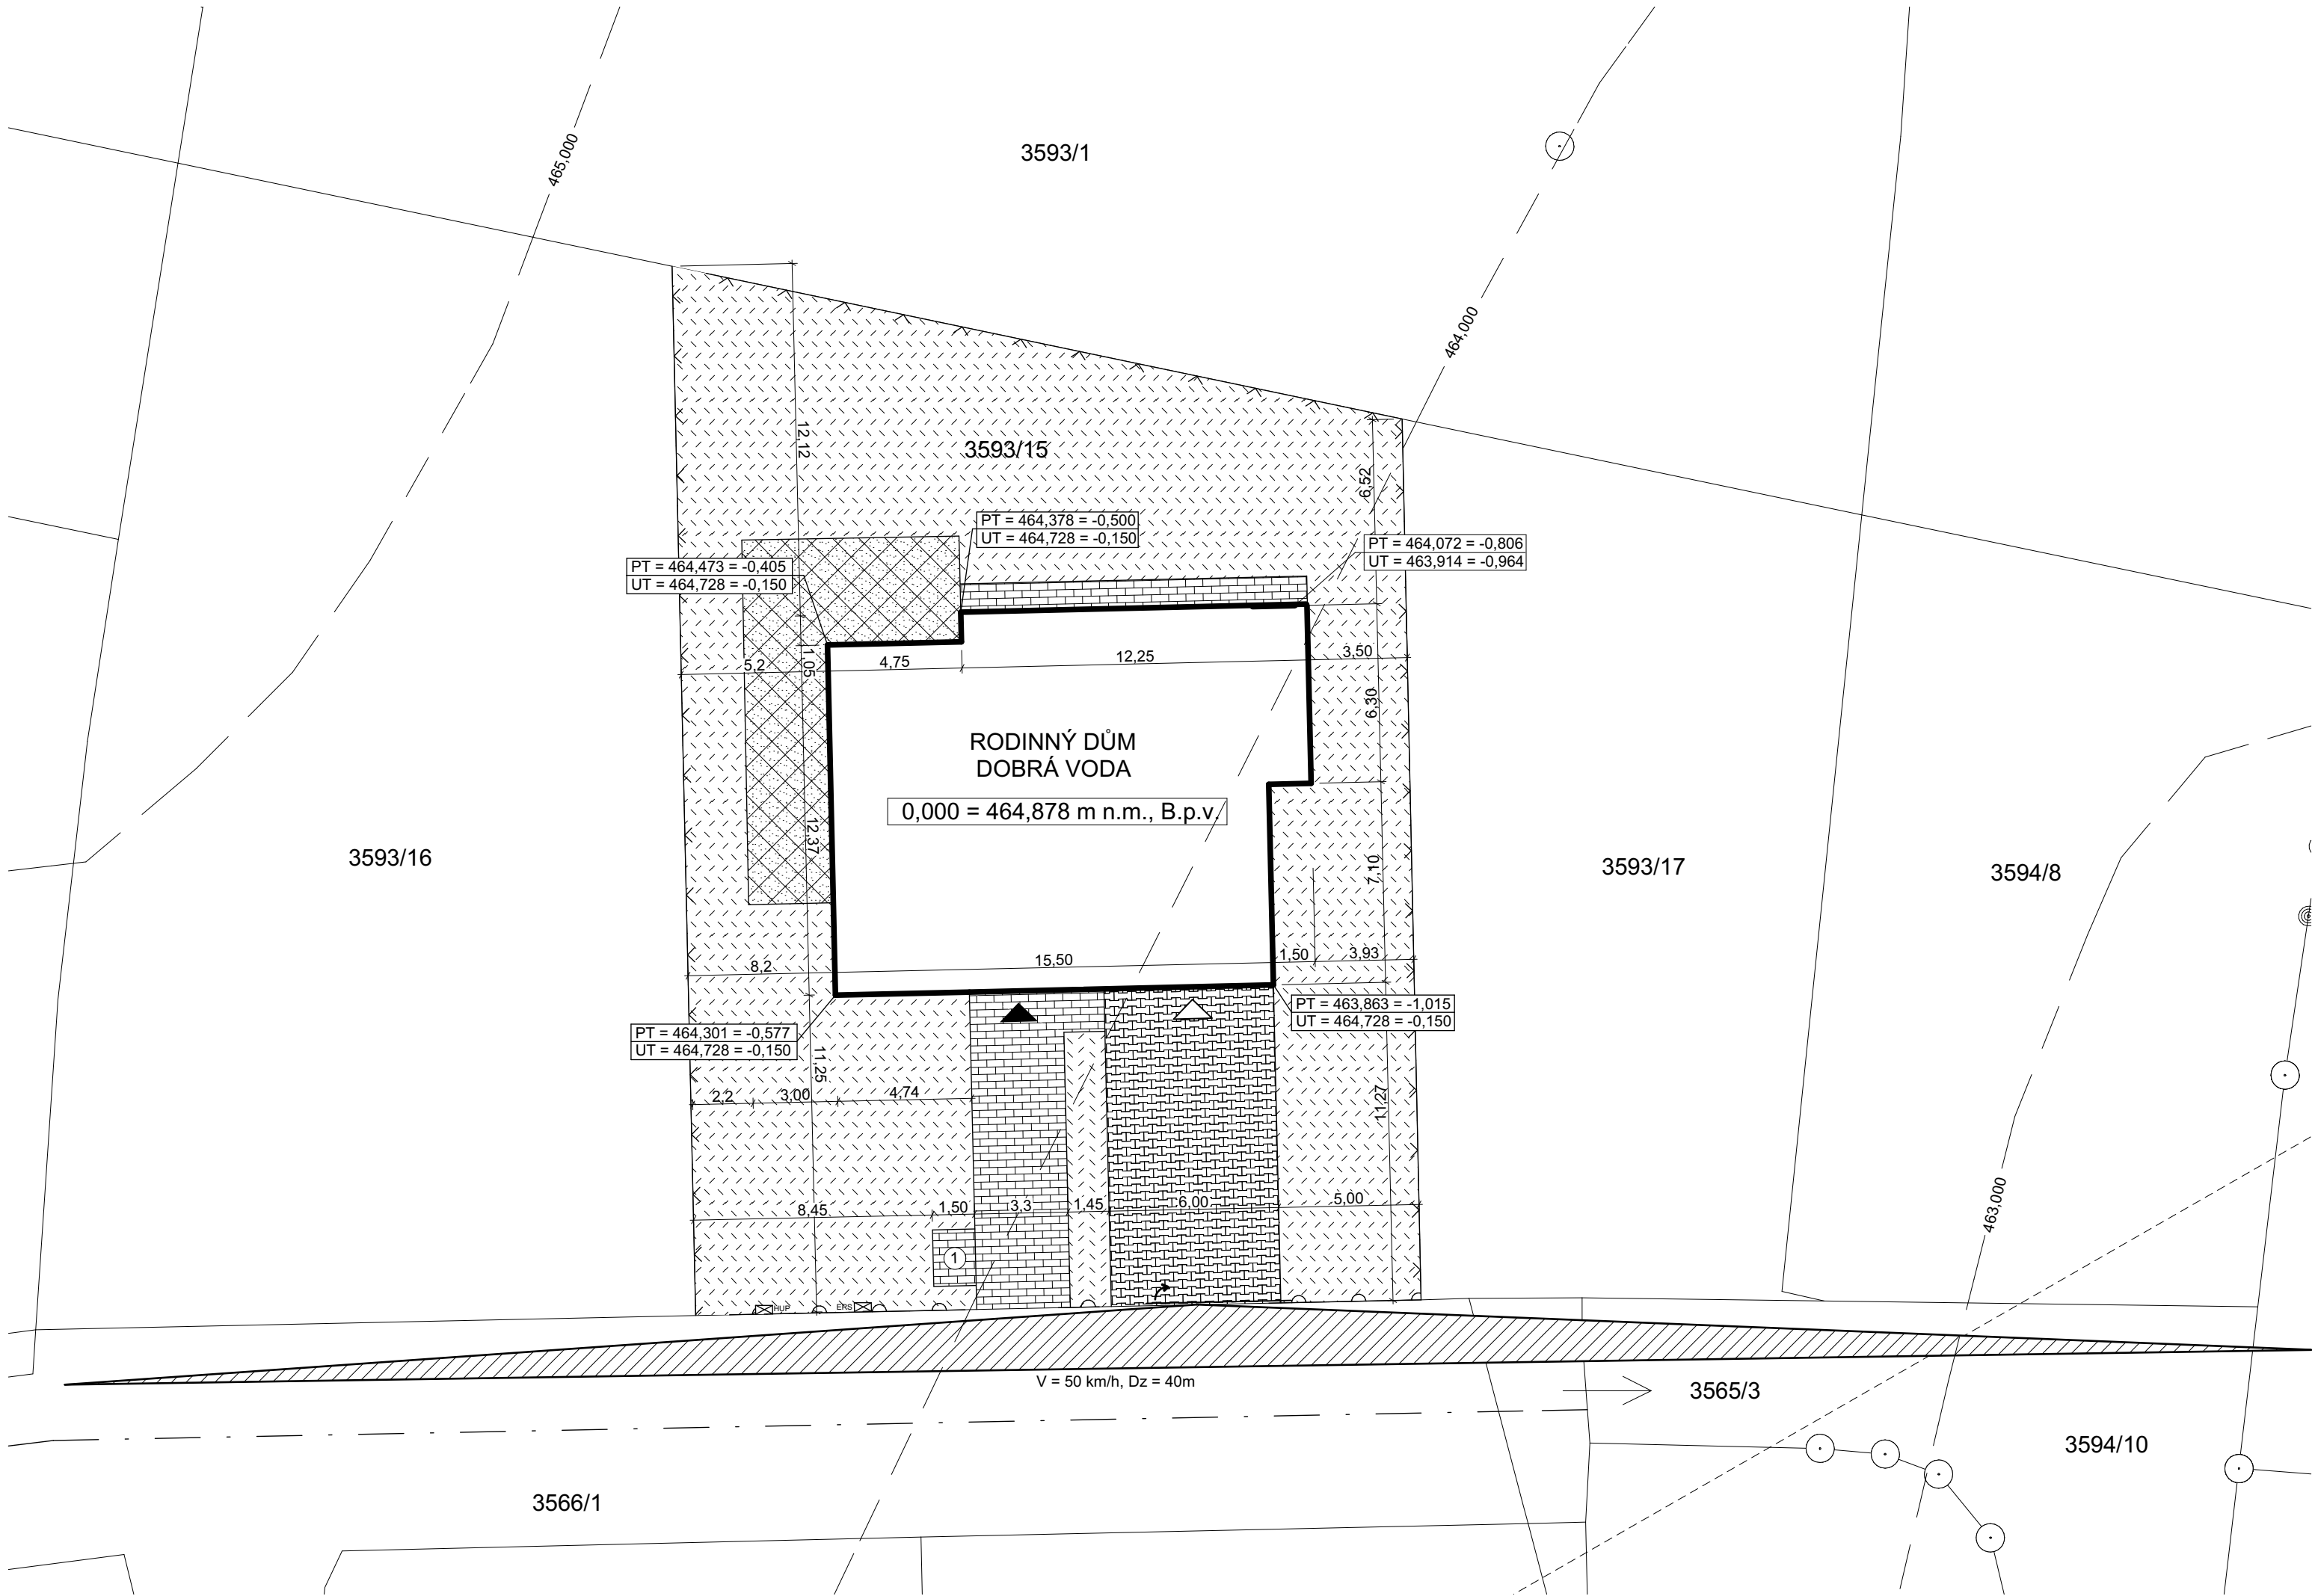 465,000
3593/1
464,000
12,12
3593/15
6,52
PT = 464,378 = -0,500
UT = 464,728 = -0,150
PT = 464,072 = -0,806
UT = 463,914 = -0,964
PT = 464,473 = -0,405
UT = 464,728 = -0,150
5,2
1,05
4,75
12,25
3,50
6,30
RODINNÝ DŮM
DOBRÁ VODA
0,000 = 464,878 m n.m., B.p.v.
12,37
3593/16
7,10
3593/17
3594/8
8,2
15,50
1,50
3,93
PT = 463,863 = -1,015
UT = 464,728 = -0,150
PT = 464,301 = -0,577
UT = 464,728 = -0,150
11,25
2,2
3,00
4,74
11,27
8,45
1,50
3,3
1,45
6,00
5,00
463,000
1
HUP
ERS
V = 50 km/h, Dz = 40m
3565/3
3594/10
3566/1